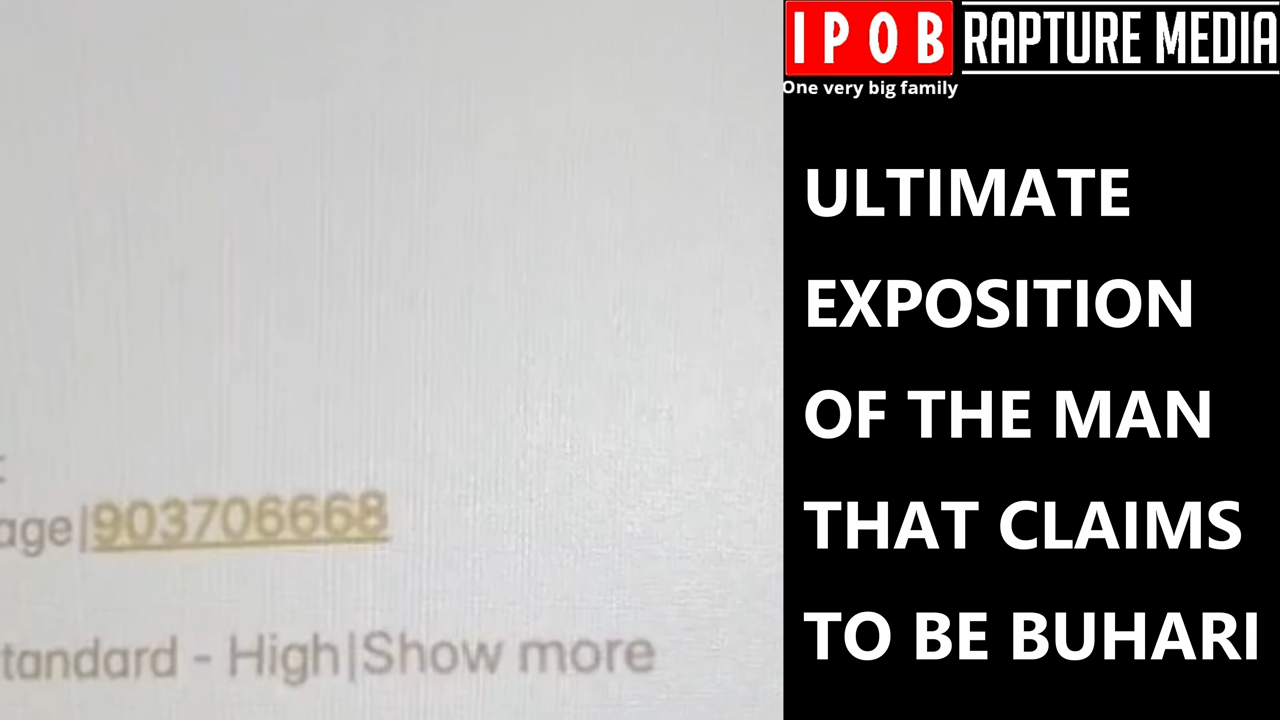 IPOB RAPTURE MEDIA
One very big family
ULTIMATE
EXPOSITION
OF THE MAN
THAT CLAIMS
TO BE BUHARI
age|903706668
tandard - High|Show more